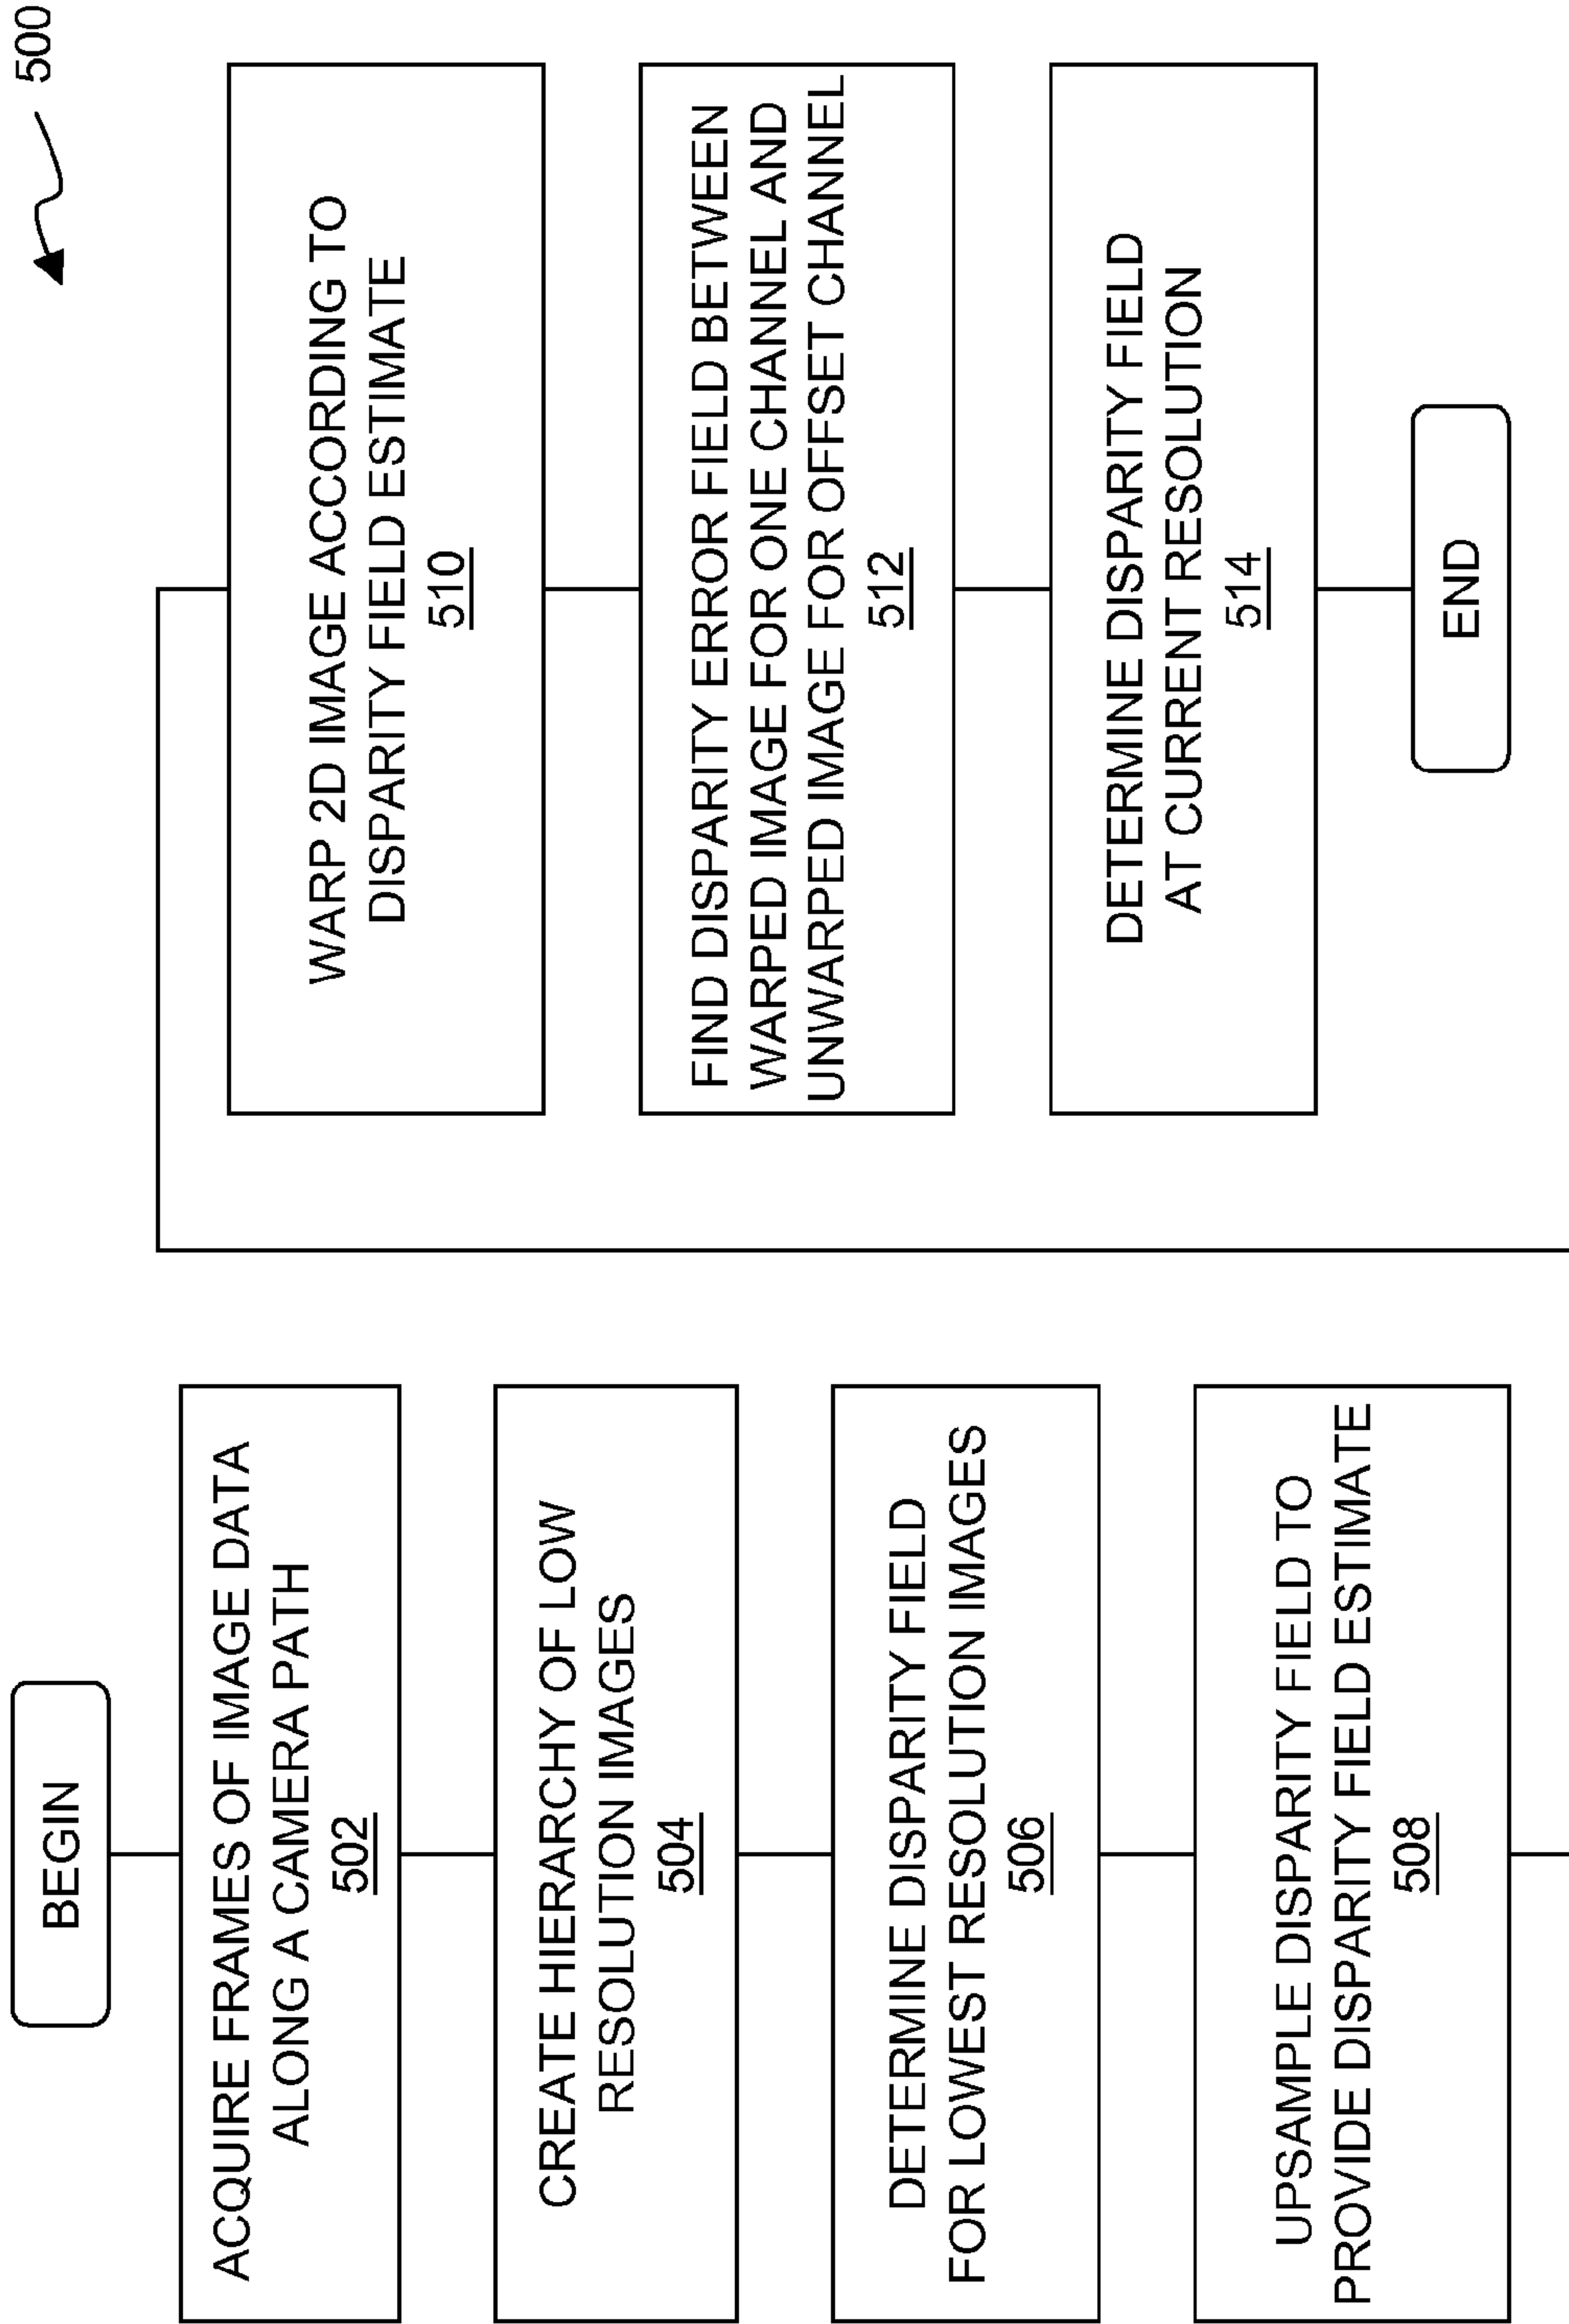 500
BEGIN
ACQUIRE FRAMES OF IMAGE DATA
ALONG A CAMERA PATH
502
CREATE HIERARCHY OF LOW
RESOLUTION IMAGES
504
DETERMINE DISPARITY FIELD
FOR LOWEST RESOLUTION IMAGES
506
UPSAMPLE DISPARITY FIELD TO
PROVIDE DISPARITY FIELD ESTIMATE
508
WARP 2D IMAGE ACCORDING TO
DISPARITY FIELD ESTIMATE
510
FIND DISPARITY ERROR FIELD BETWEEN
WARPED IMAGE FOR ONE CHANNEL AND
UNWARPED IMAGE FOR OFFSET CHANNEL
512
DETERMINE DISPARITY FIELD
AT CURRENT RESOLUTION
514
END